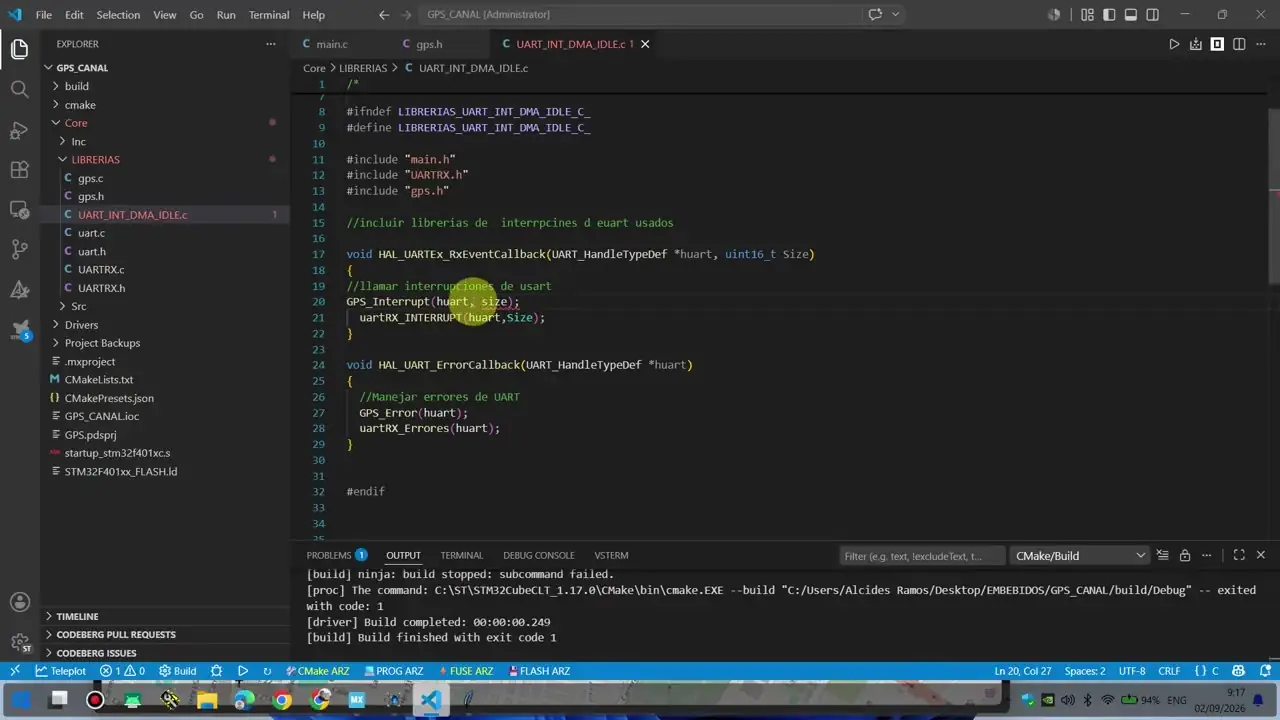 File Edit Selection View Go Run Terminal Help
GPS_CANAL [Administrator]
EXPLORER
GPS_CANAL
build
cmake
Core
Inc
LIBRERIAS
gps.c
gps.h
UART_INT_DMA_IDLE.c 1
uart.c
uart.h
UARTRX.c
UARTRX.h
Src
Drivers
Project Backups
.mxproject
CMakeLists.txt
CMakePresets.json
GPS_CANAL.ioc
GPS.pdsprj
startup_stm32f401xc.s
STM32F401xx_FLASH.ld
TIMELINE
CODEBERG PULL REQUESTS
CODEBERG ISSUES
main.c gps.h UART_INT_DMA_IDLE.c 1
Core > LIBRERIAS > UART_INT_DMA_IDLE.c
1 /*
7
8 #ifndef LIBRERIAS_UART_INT_DMA_IDLE_C_
9 #define LIBRERIAS_UART_INT_DMA_IDLE_C_
10
11 #include "main.h"
12 #include "UARTRX.h"
13 #include "gps.h"
14
15 //incluir librerias de  interrpcines d euart usados
16
17 void HAL_UARTEx_RxEventCallback(UART_HandleTypeDef *huart, uint16_t Size)
18 {
19 //llamar interrupciones de usart
20 GPS_Interrupt(huart, size);
21 uartRX_INTERRUPT(huart,Size);
22 }
23
24 void HAL_UART_ErrorCallback(UART_HandleTypeDef *huart)
25 {
26 //Manejar errores de UART
27 GPS_Error(huart);
28 uartRX_Errores(huart);
29 }
30
31
32 #endif
33
34
35
PROBLEMS 1 OUTPUT TERMINAL DEBUG CONSOLE VSTERM
Filter (e.g. text, !excludeText, t... CMake/Build
[build] ninja: build stopped: subcommand failed.
[proc] The command: C:\ST\STM32CubeCLT_1.17.0\CMake\bin\cmake.EXE --build "C:/Users/Alcides Ramos/Desktop/EMBEBIDOS/GPS_CANAL/build/Debug" -- exited
with code: 1
[driver] Build completed: 00:00:00.249
[build] Build finished with exit code 1
Teleplot 1 0 Build CMake ARZ PROG ARZ FUSE ARZ FLASH ARZ Ln 20, Col 27 Spaces: 2 UTF-8 CRLF {} C
5
ST
MX
94% ENG
9:17
02/09/2026